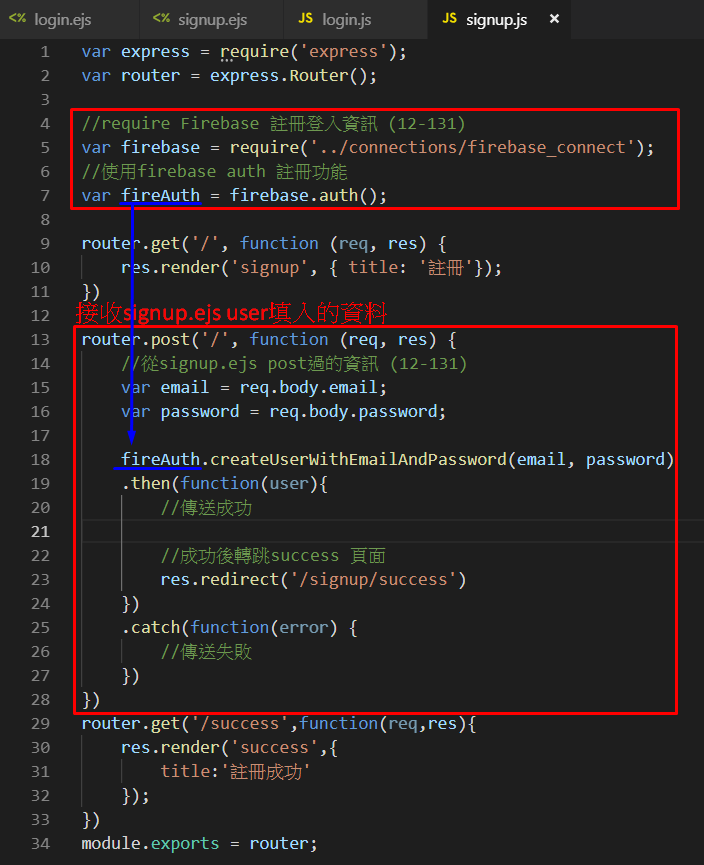 <% login.ejs <% signup.ejs JS login.js JS signup.js ×
1 var express = require('express');
2 var router = express.Router();
3
4 //require Firebase 註冊登入資訊 (12-131)
5 var firebase = require('../connections/firebase_connect');
6 //使用firebase auth 註冊功能
7 var fireAuth = firebase.auth();
8
9 router.get('/', function (req, res) {
10 res.render('signup', { title: '註冊'});
11 })
12 接收signup.ejs user填入的資料
13 router.post('/', function (req, res) {
14 //從signup.ejs post過的資訊 (12-131)
15 var email = req.body.email;
16 var password = req.body.password;
17
18 fireAuth.createUserWithEmailAndPassword(email, password)
19 .then(function(user){
20 //傳送成功
21
22 //成功後轉跳success 頁面
23 res.redirect('/signup/success')
24 })
25 .catch(function(error) {
26 //傳送失敗
27 })
28 })
29 router.get('/success',function(req,res){
30 res.render('success',{
31 title:'註冊成功'
32 });
33 })
34 module.exports = router;